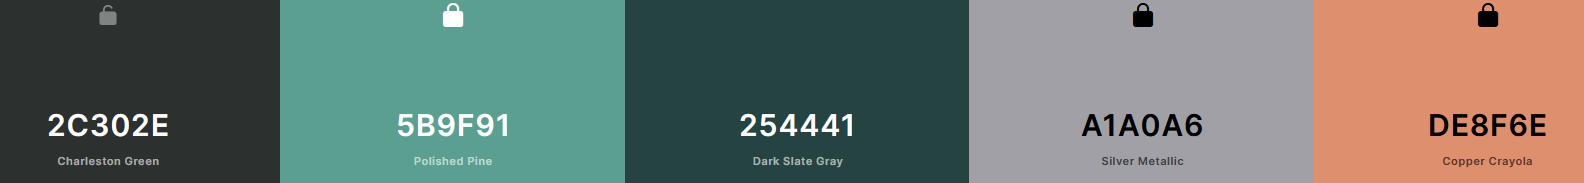 2C302E
Charleston Green
5B9F91
Polished Pine
254441
Dark Slate Gray
A1A0A6
Silver Metallic
DE8F6E
Copper Crayola